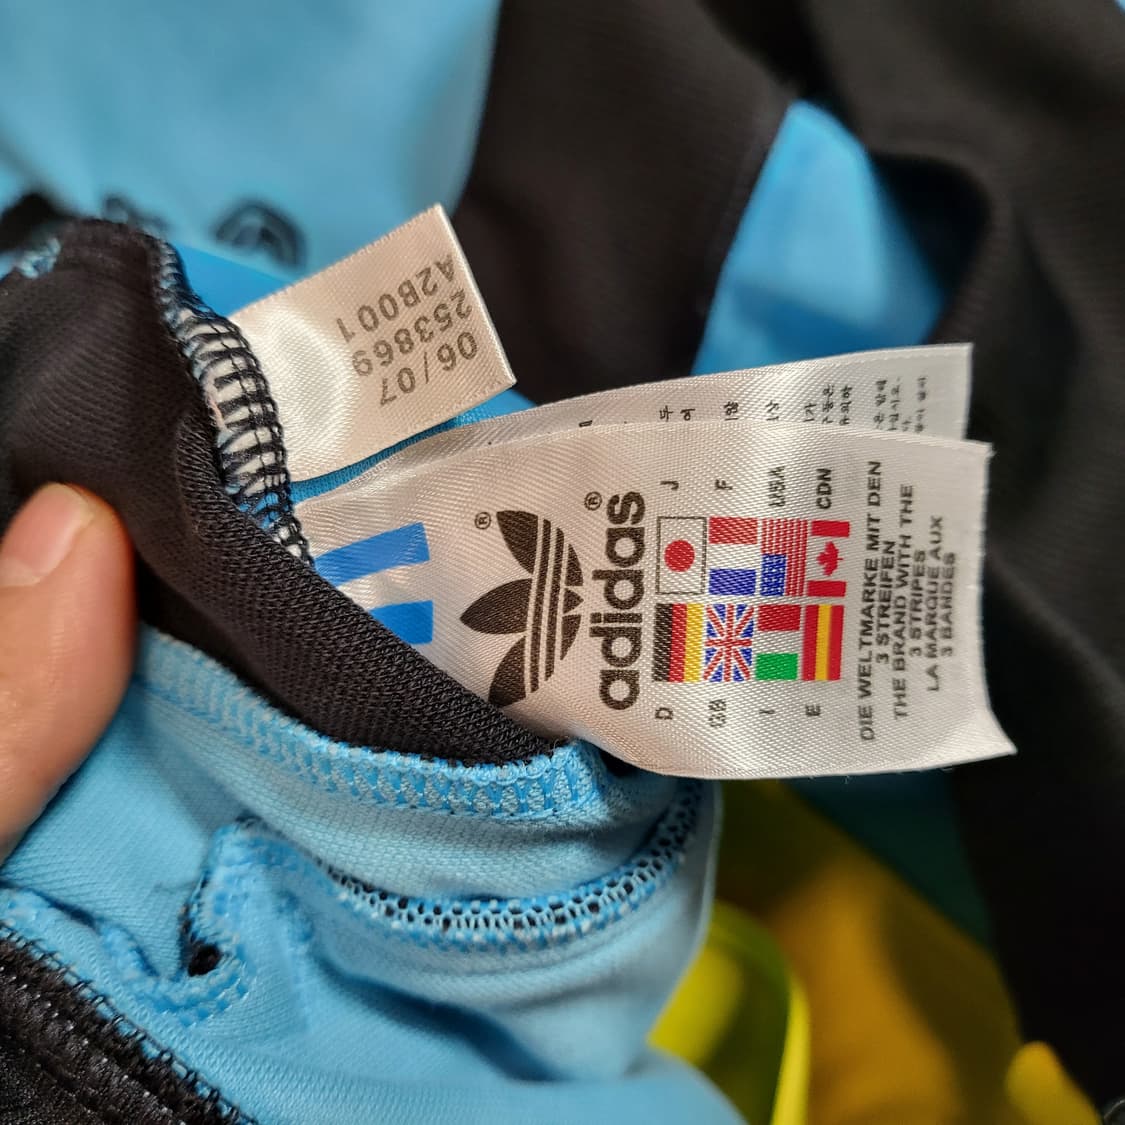 06/07
253869
A2B001
®
®
adidas
J
F
USA
CDN
D
GB
I
E
DIE WELTMARKE MIT DEN
3 STREIFEN
THE BRAND WITH THE
3 STRIPES
LA MARQUE AUX
3 BANDES